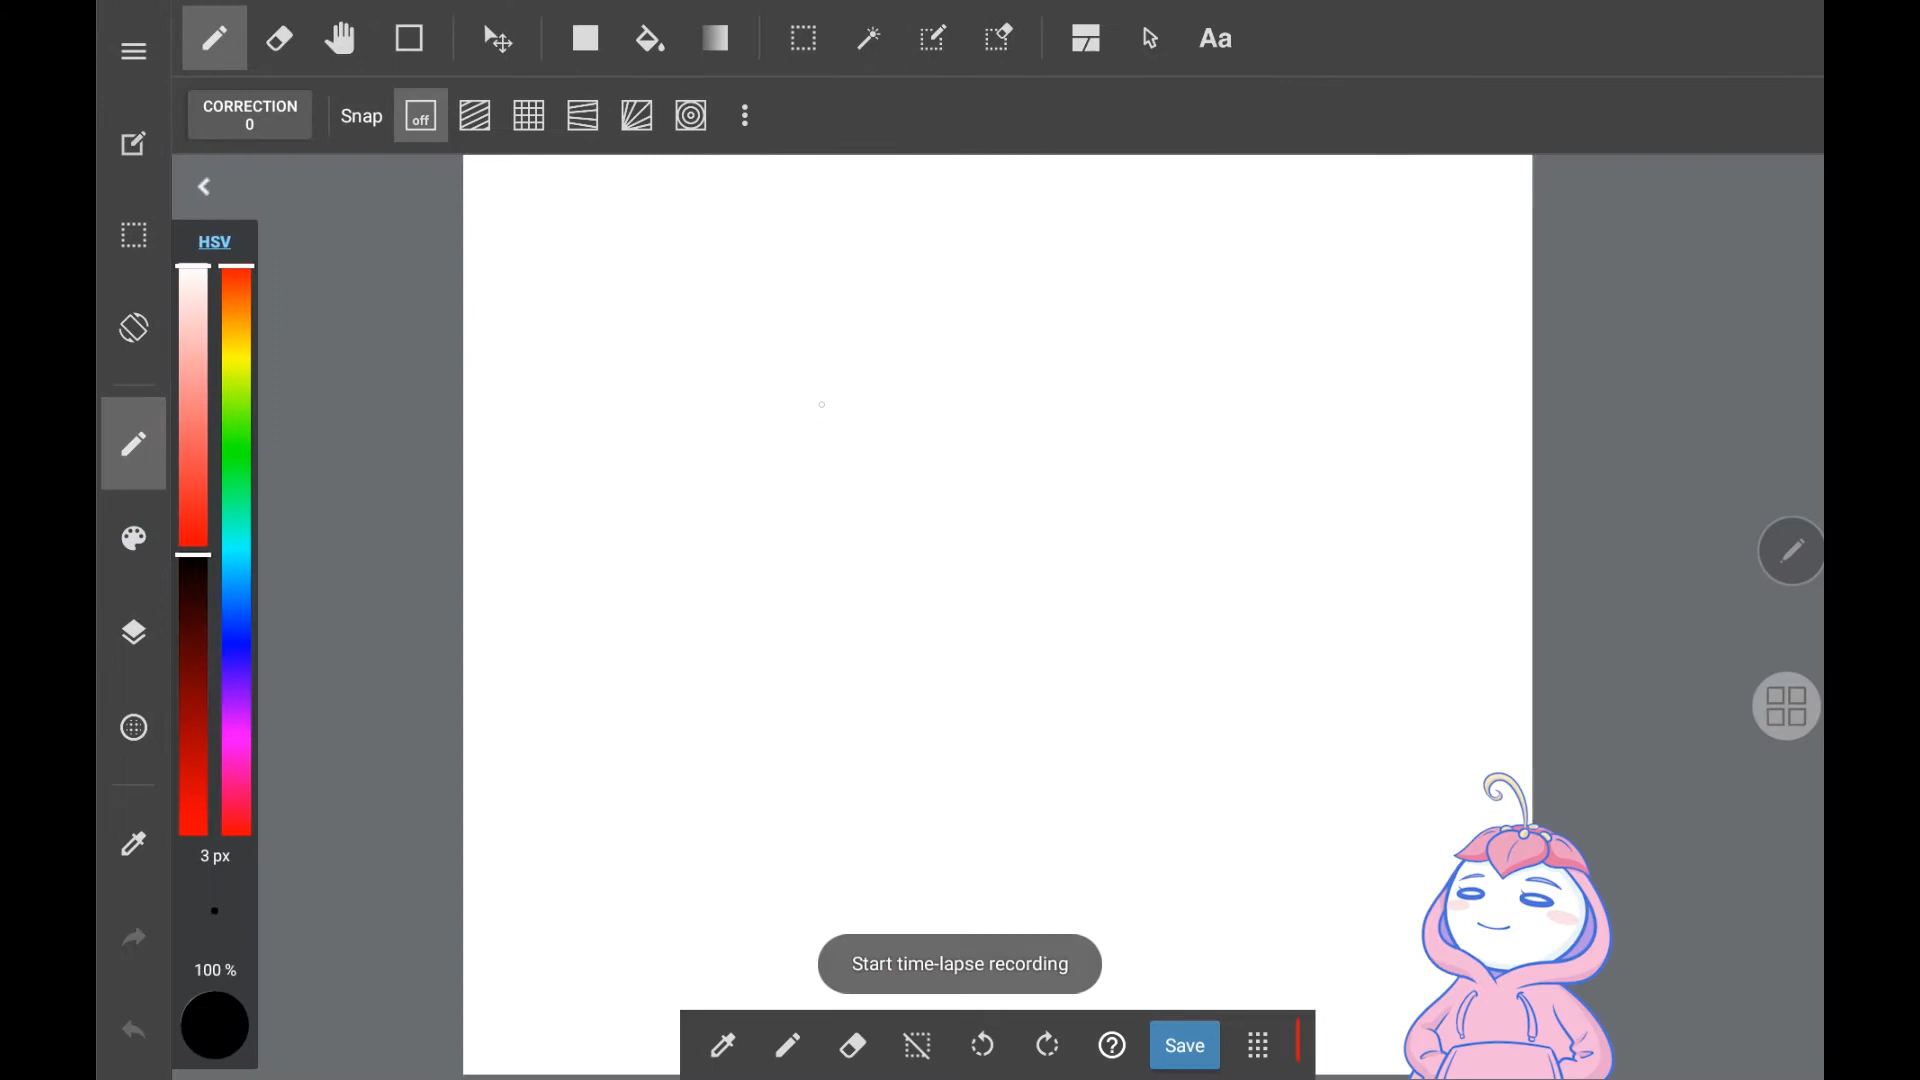 Aa
CORRECTION
0
Snap
off
HSV
3 px
100 %
Start time-lapse recording
Save